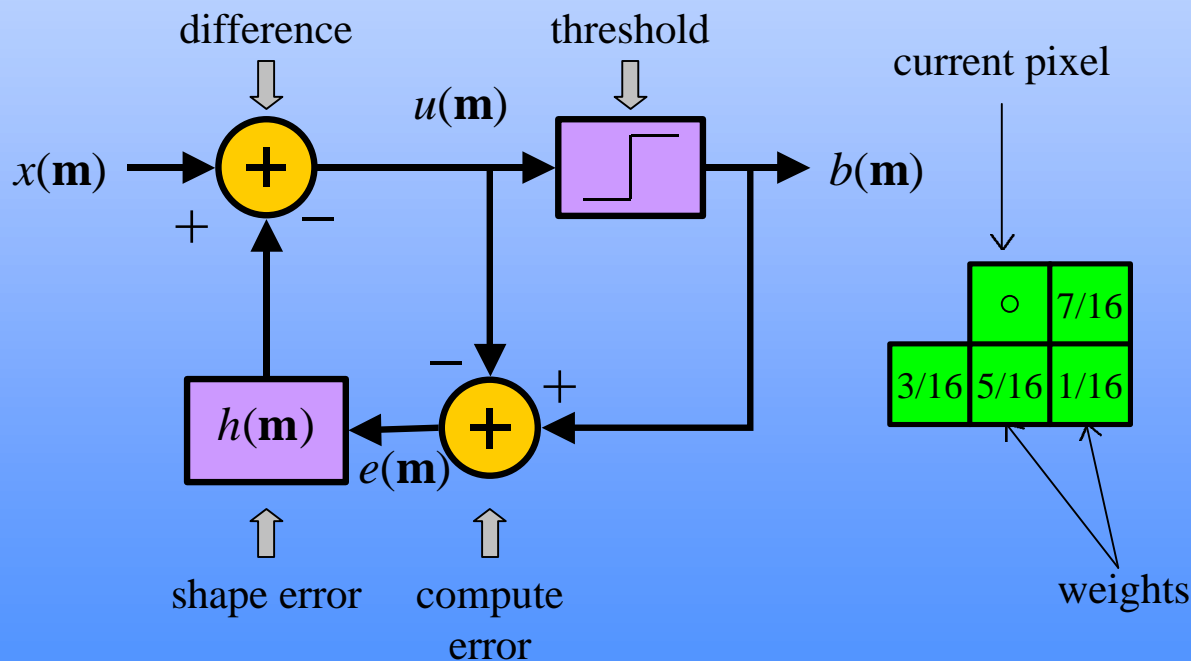 difference
threshold
current pixel
u(m)
x(m)
+
b(m)
+
−
7/16
−
+
3/16 5/16 1/16
h(m)
+
e(m)
shape error
compute
error
weights